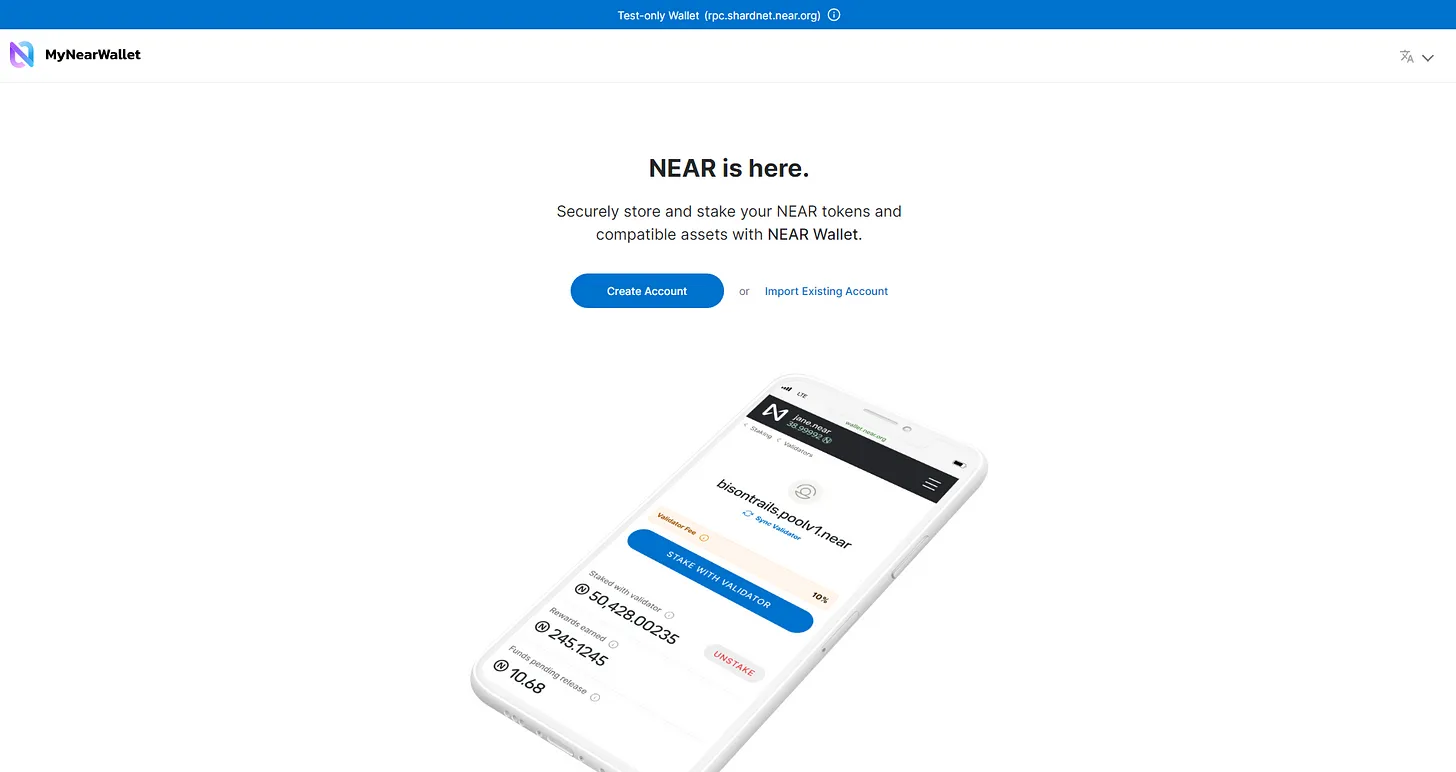 Test-only Wallet (rpc.shardnet.near.org)
MyNearWallet
NEAR is here.
Securely store and stake your NEAR tokens and
compatible assets with NEAR Wallet.
Create Account
or
Import Existing Account
LTE
wallet.near.org
jane.near
38.99992
Staking
Validators
bisontrails.poolv1.near
Sync Validator
Validator Fee
10%
STAKE WITH VALIDATOR
Staked with validator
50,428.00235
UNSTAKE
Rewards earned
245.1245
Funds pending release
10.68